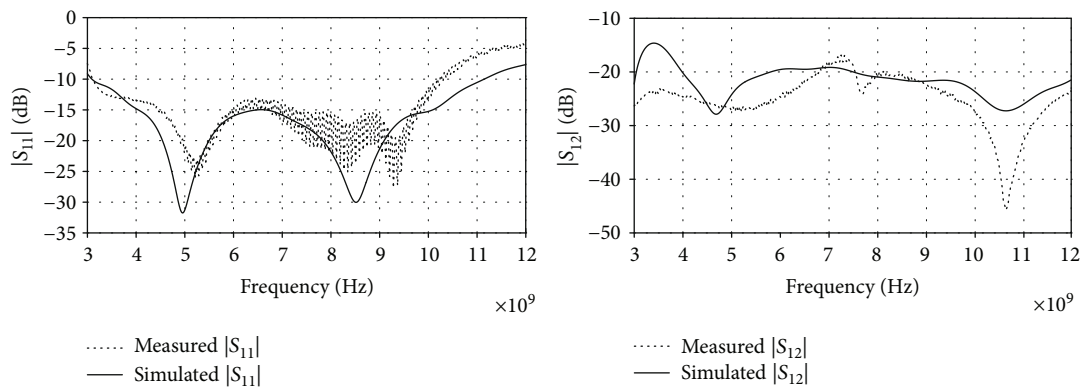 0
−5
−10
−15
−20
−25
−30
−35
|S11| (dB)
3 4 5 6 7 8 9 10 11 12
Frequency (Hz)
×10^9
Measured |S11|
Simulated |S11|
−10
−20
−30
−40
−50
|S12| (dB)
3 4 5 6 7 8 9 10 11 12
Frequency (Hz)
×10^9
Measured |S12|
Simulated |S12|